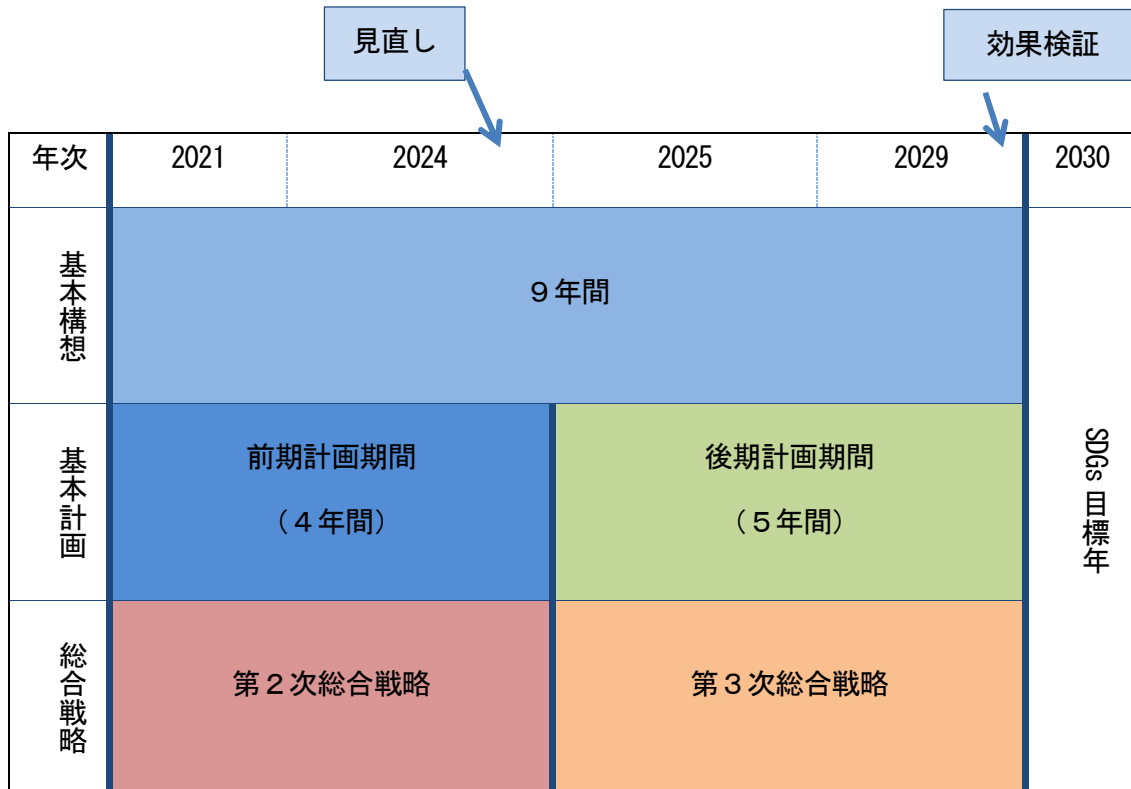 見直し
効果検証
年次 2021 2024 2025 2029 2030
基本構想
９年間
基本計画
前期計画期間
（４年間）
後期計画期間
（５年間）
SDGs 目標年
総合戦略
第２次総合戦略
第３次総合戦略